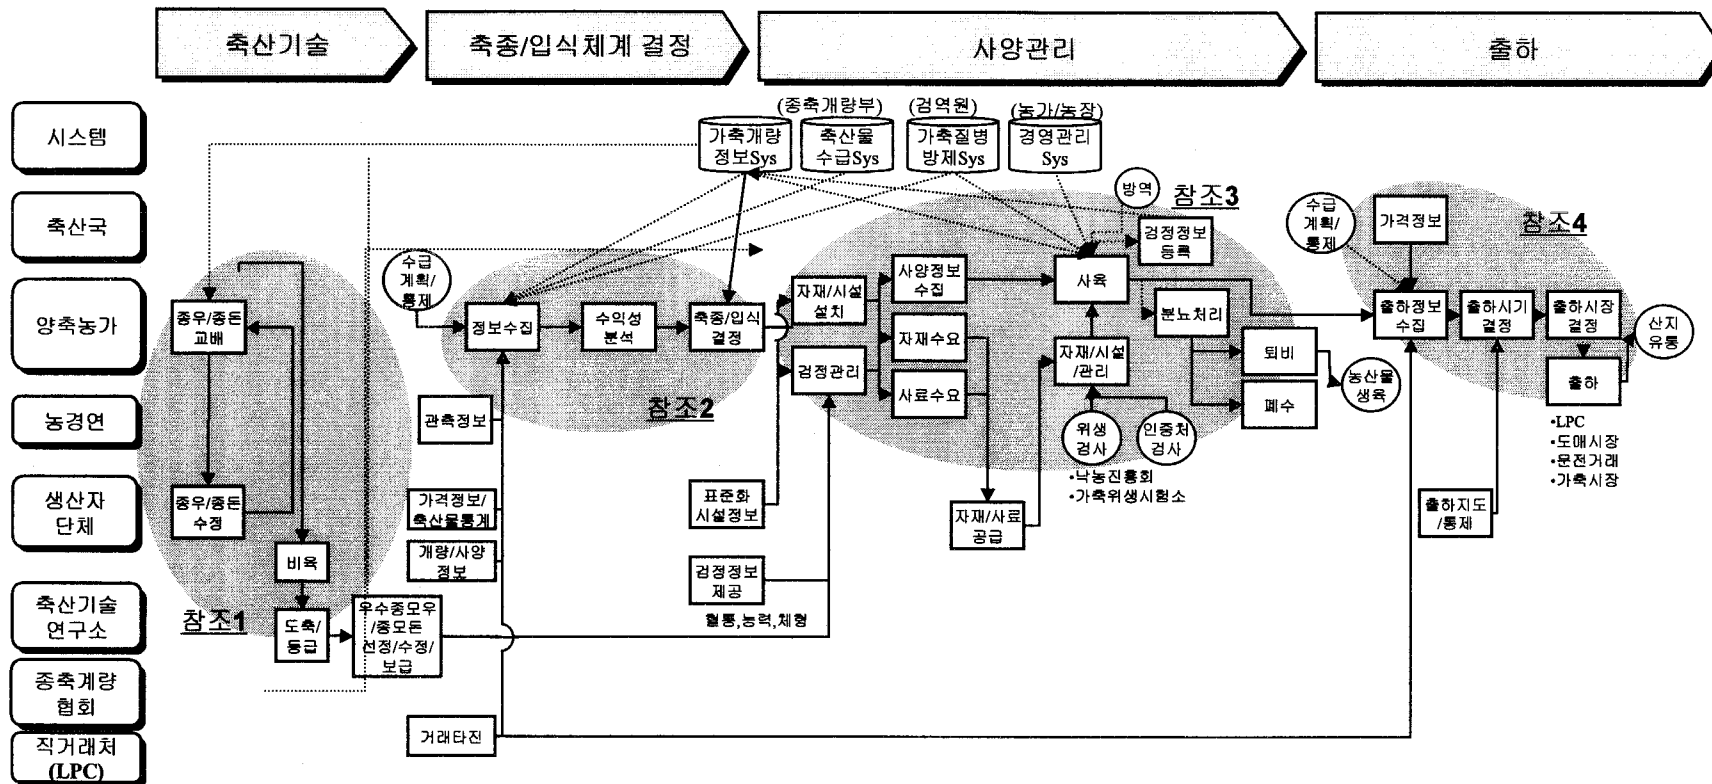 축산기술
축종/입식체계 결정
사양관리
출하
시스템
축산국
양축농가
농경연
생산자
단체
축산기술
연구소
종축계량
협회
직거래처
(LPC)
(종축개량부)
(검역원)
(농가/농장)
가축개량
정보Sys
축산물
수급Sys
가축질병
방제Sys
경영관리
Sys
방역
참조3
수급
계획/
통제
가격정보
참조4
검정정보
등록
수급
계획/
통제
종우/종돈
교배
정보수집
수익성
분석
축종/입식
결정
자재/시설
설치
사양정보
수집
사육
분뇨처리
출하정보
수집
출하시기
결정
출하시장
결정
산지
유통
검정관리
자재수요
자재/시설
/관리
퇴비
농산물
생육
출하
참조2
관측정보
사료수요
폐수
위생
검사
인증처
검사
•LPC
•도매시장
•문전거래
•가축시장
•낙농진흥회
•가축위생시험소
종우/종돈
수정
가격정보/
축산물통계
표준화
시설정보
자재/사료
공급
출하지도
/통제
비육
개량/사양
정보
검정정보
제공
혈통,능력,체형
참조1
도축/
등급
우수종모우
/종모돈
선정/수정/
보급
거래타진